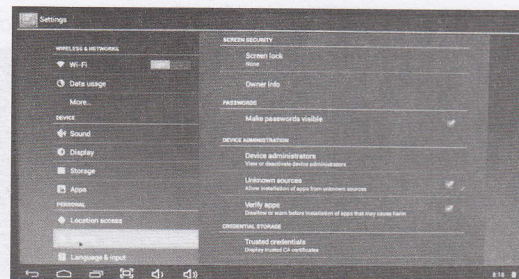 Settings
WIRELESS & NETWORKS
Wi-Fi
Data usage
More...
DEVICE
Sound
Display
Storage
Apps
PERSONAL
Location access
Language & input
SCREEN SECURITY
Screen lock
None
Owner info
PASSWORDS
Make passwords visible
DEVICE ADMINISTRATION
Device administrators
View or deactivate device administrators
Unknown sources
Allow installation of apps from unknown sources
Verify apps
Disallow or warn before installation of apps that may cause harm
CREDENTIAL STORAGE
Trusted credentials
Display trusted CA certificates
8:16